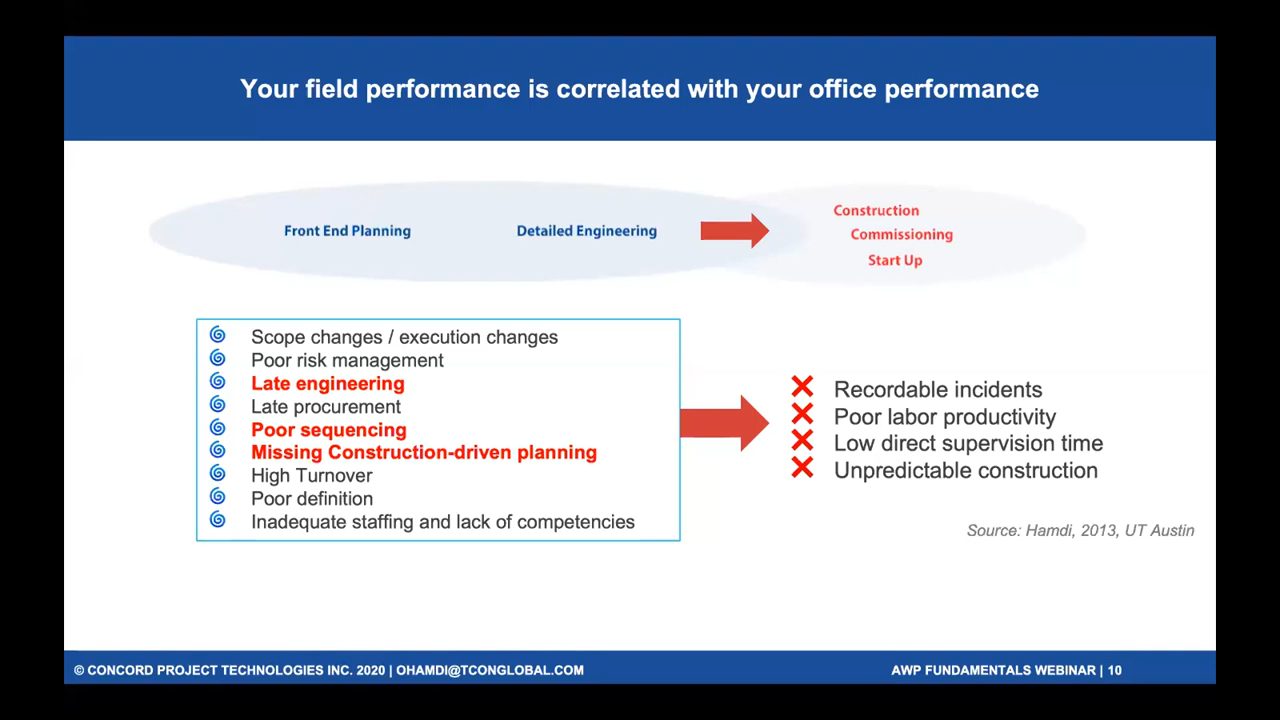 Your field performance is correlated with your office performance
Front End Planning
Detailed Engineering
Construction
Commissioning
Start Up
Scope changes / execution changes
Poor risk management
Late engineering
Late procurement
Poor sequencing
Missing Construction-driven planning
High Turnover
Poor definition
Inadequate staffing and lack of competencies
Recordable incidents
Poor labor productivity
Low direct supervision time
Unpredictable construction
Source: Hamdi, 2013, UT Austin
© CONCORD PROJECT TECHNOLOGIES INC. 2020 | OHAMDI@TCONGLOBAL.COM
AWP FUNDAMENTALS WEBINAR | 10